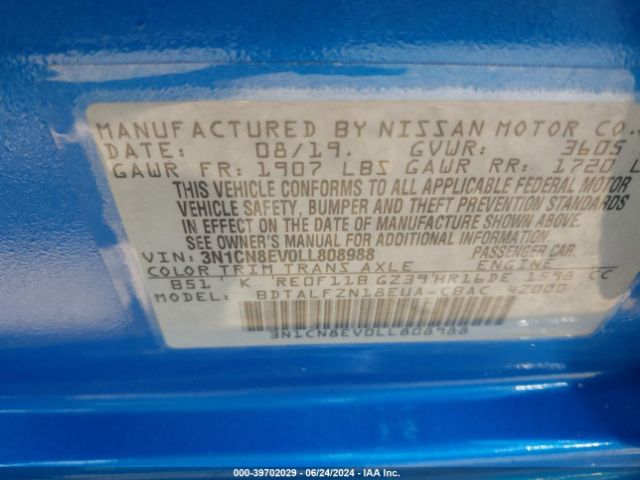 MANUFACTURED BY NISSAN MOTOR CO.
DATE: 08/19. GVWR: 3605
GAWR FR: 1907 LBS GAWR RR: 1720 L
THIS VEHICLE CONFORMS TO ALL APPLICABLE FEDERAL MOTOR
VEHICLE SAFETY, BUMPER AND THEFT PREVENTION STANDARDS
IN EFFECT ON THE DATE OF MANUFACTURE SHOWN ABOVE.
SEE OWNER'S MANUAL FOR ADDITIONAL INFORMATION.
VIN: 3N1CN8EV0LL808988 PASSENGER CAR
COLOR TRIM TRANS AXLE ENGINE
B51 K RE0F11B GZ39 HR16DE 1598 CC
MODEL: BDTALFZN18EUA-CBAC 42000
3N1CN8EV0LL808988
000-39702029 - 06/24/2024 - IAA Inc.